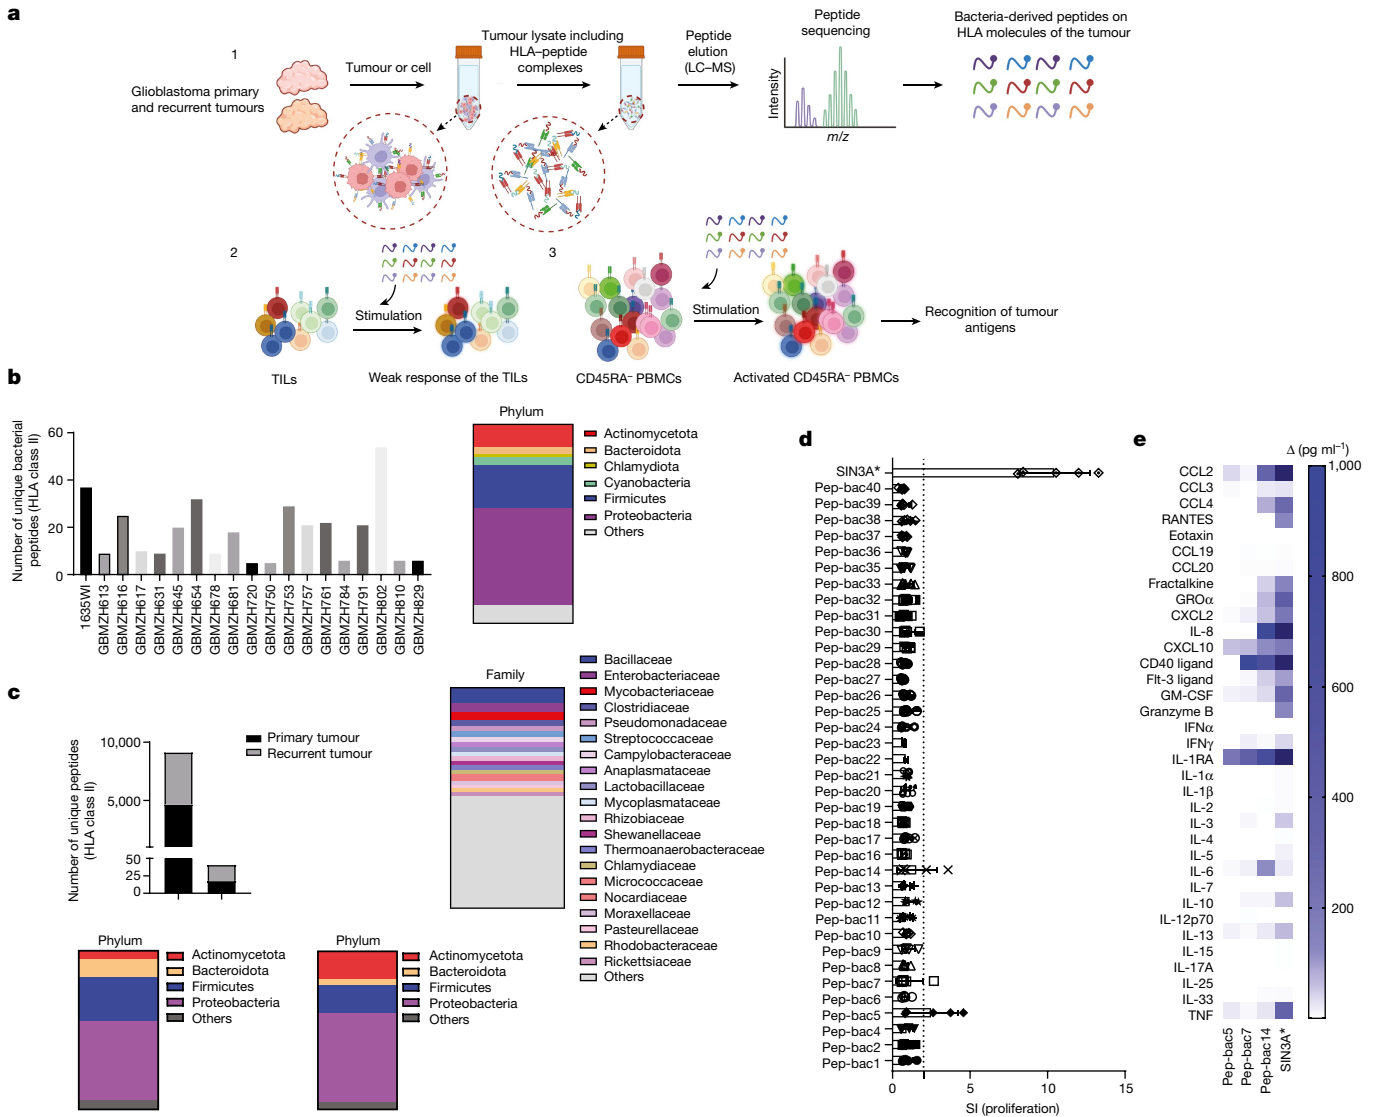 a
1
Glioblastoma primary
and recurrent tumours
Tumour or cell
Tumour lysate including
HLA–peptide
complexes
Peptide
elution
(LC–MS)
Peptide
sequencing
Intensity
m/z
Bacteria-derived peptides on
HLA molecules of the tumour
2
Stimulation
TILs
Weak response of the TILs
3
Stimulation
CD45RA– PBMCs
Activated CD45RA– PBMCs
Recognition of tumour
antigens
b
Number of unique bacterial
peptides (HLA class II)
60
40
20
0
1635WI
GBMZH613
GBMZH616
GBMZH617
GBMZH631
GBMZH645
GBMZH654
GBMZH678
GBMZH681
GBMZH720
GBMZH750
GBMZH753
GBMZH757
GBMZH761
GBMZH784
GBMZH791
GBMZH802
GBMZH810
GBMZH829
Phylum
Actinomycetota
Bacteroidota
Chlamydiota
Cyanobacteria
Firmicutes
Proteobacteria
Others
Family
Bacillaceae
Enterobacteriaceae
Mycobacteriaceae
Clostridiaceae
Pseudomonadaceae
Streptococcaceae
Campylobacteraceae
Anaplasmataceae
Lactobacillaceae
Mycoplasmataceae
Rhizobiaceae
Shewanellaceae
Thermoanaerobacteraceae
Chlamydiaceae
Micrococcaceae
Nocardiaceae
Moraxellaceae
Pasteurellaceae
Rhodobacteraceae
Rickettsiaceae
Others
c
Number of unique peptides
(HLA class II)
10,000
5,000
50
25
0
Primary tumour
Recurrent tumour
Phylum
Actinomycetota
Bacteroidota
Firmicutes
Proteobacteria
Others
Phylum
Actinomycetota
Bacteroidota
Firmicutes
Proteobacteria
Others
d
SIN3A*
Pep-bac40
Pep-bac39
Pep-bac38
Pep-bac37
Pep-bac36
Pep-bac35
Pep-bac33
Pep-bac32
Pep-bac31
Pep-bac30
Pep-bac29
Pep-bac28
Pep-bac27
Pep-bac26
Pep-bac25
Pep-bac24
Pep-bac23
Pep-bac22
Pep-bac21
Pep-bac20
Pep-bac19
Pep-bac18
Pep-bac17
Pep-bac16
Pep-bac14
Pep-bac13
Pep-bac12
Pep-bac11
Pep-bac10
Pep-bac9
Pep-bac8
Pep-bac7
Pep-bac6
Pep-bac5
Pep-bac4
Pep-bac2
Pep-bac1
0
5
10
15
SI (proliferation)
e
Δ (pg ml–1)
CCL2
CCL3
CCL4
RANTES
Eotaxin
CCL19
CCL20
Fractalkine
GROα
CXCL2
IL-8
CXCL10
CD40 ligand
Flt-3 ligand
GM-CSF
Granzyme B
IFNα
IFNγ
IL-1RA
IL-1α
IL-1β
IL-2
IL-3
IL-4
IL-5
IL-6
IL-7
IL-10
IL-12p70
IL-13
IL-15
IL-17A
IL-25
IL-33
TNF
Pep-bac5
Pep-bac7
Pep-bac14
SIN3A*
1,000
800
600
400
200